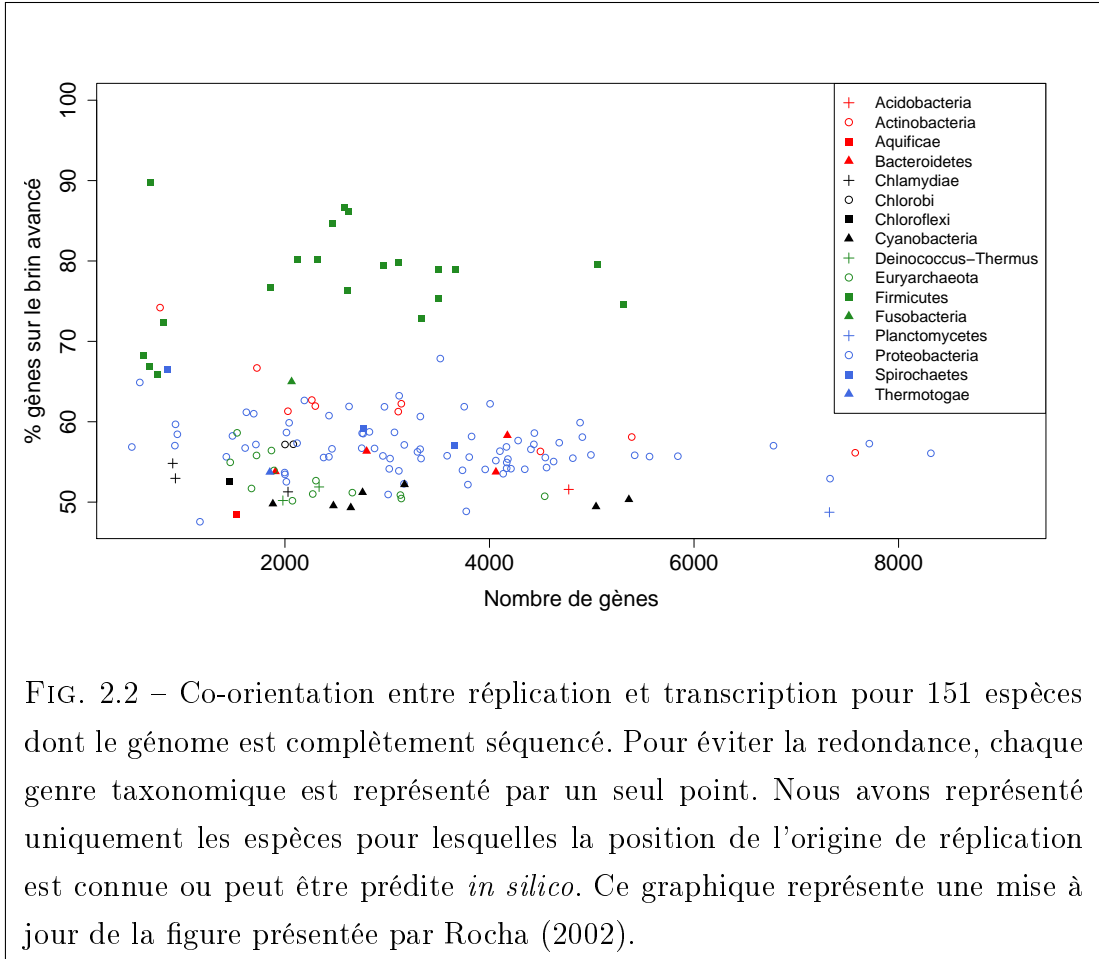 % gènes sur le brin avancé
100
90
80
70
60
50
2000
4000
6000
8000
Nombre de gènes
Acidobacteria
Actinobacteria
Aquificae
Bacteroidetes
Chlamydiae
Chlorobi
Chloroflexi
Cyanobacteria
Deinococcus−Thermus
Euryarchaeota
Firmicutes
Fusobacteria
Planctomycetes
Proteobacteria
Spirochaetes
Thermotogae
FIG. 2.2 – Co-orientation entre réplication et transcription pour 151 espèces
dont le génome est complètement séquencé. Pour éviter la redondance, chaque
genre taxonomique est représenté par un seul point. Nous avons représenté
uniquement les espèces pour lesquelles la position de l'origine de réplication
est connue ou peut être prédite in silico. Ce graphique représente une mise à
jour de la figure présentée par Rocha (2002).